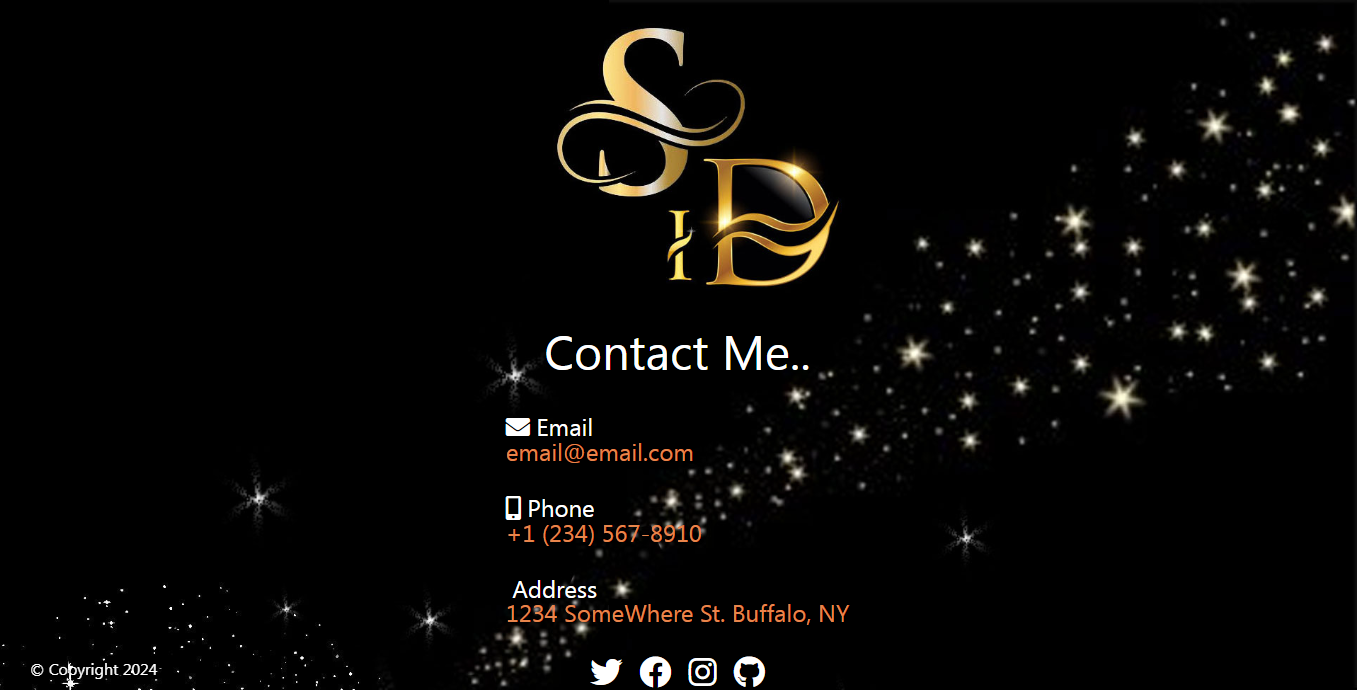 S
I D
Contact Me..
Email
email@email.com
Phone
+1 (234) 567-8910
Address
1234 SomeWhere St. Buffalo, NY
© Copyright 2024